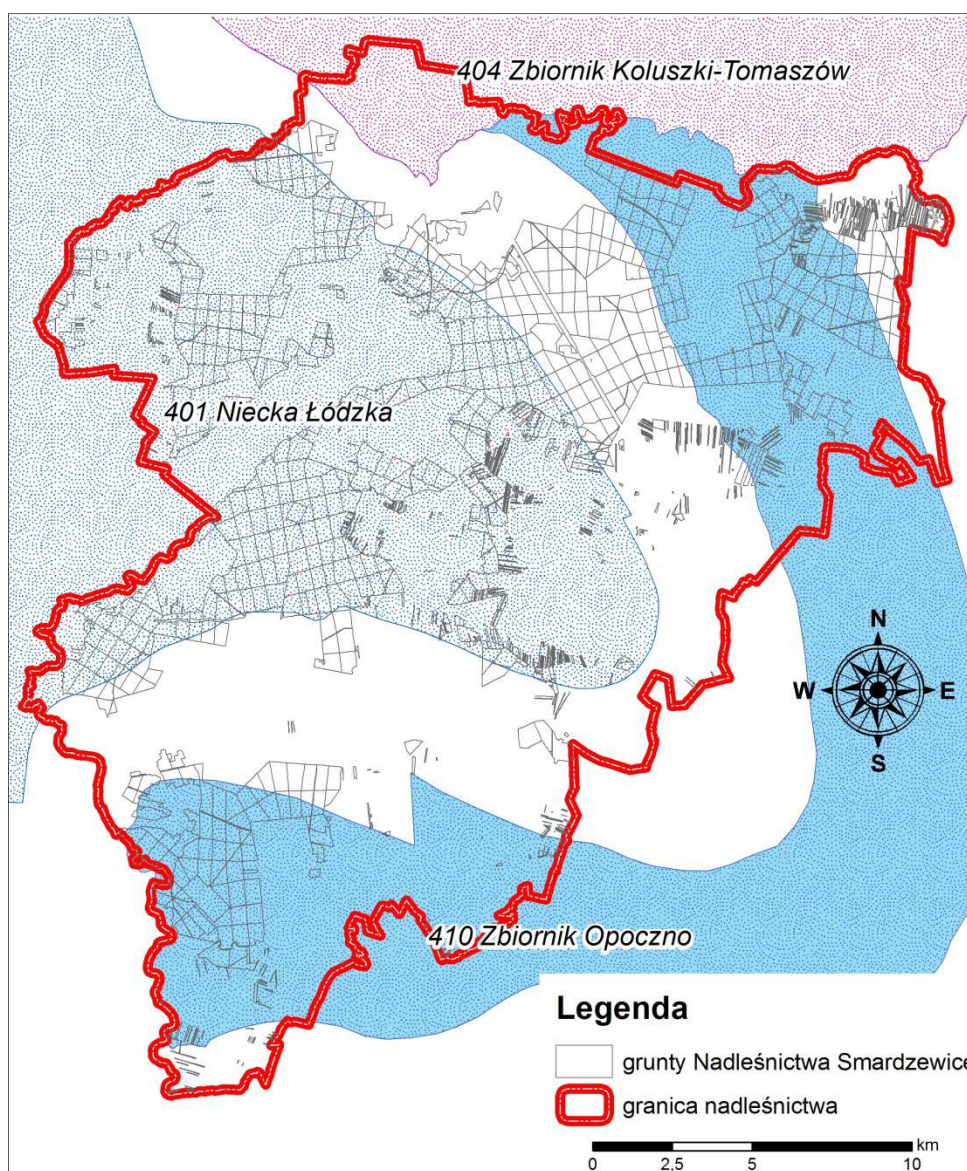 404 Zbiornik Koluszki-Tomaszów
401 Niecka Łódzka
N
W E
S
410 Zbiornik Opoczno
Legenda
grunty Nadleśnictwa Smardzewice
granica nadleśnictwa
km
0 2,5 5 10